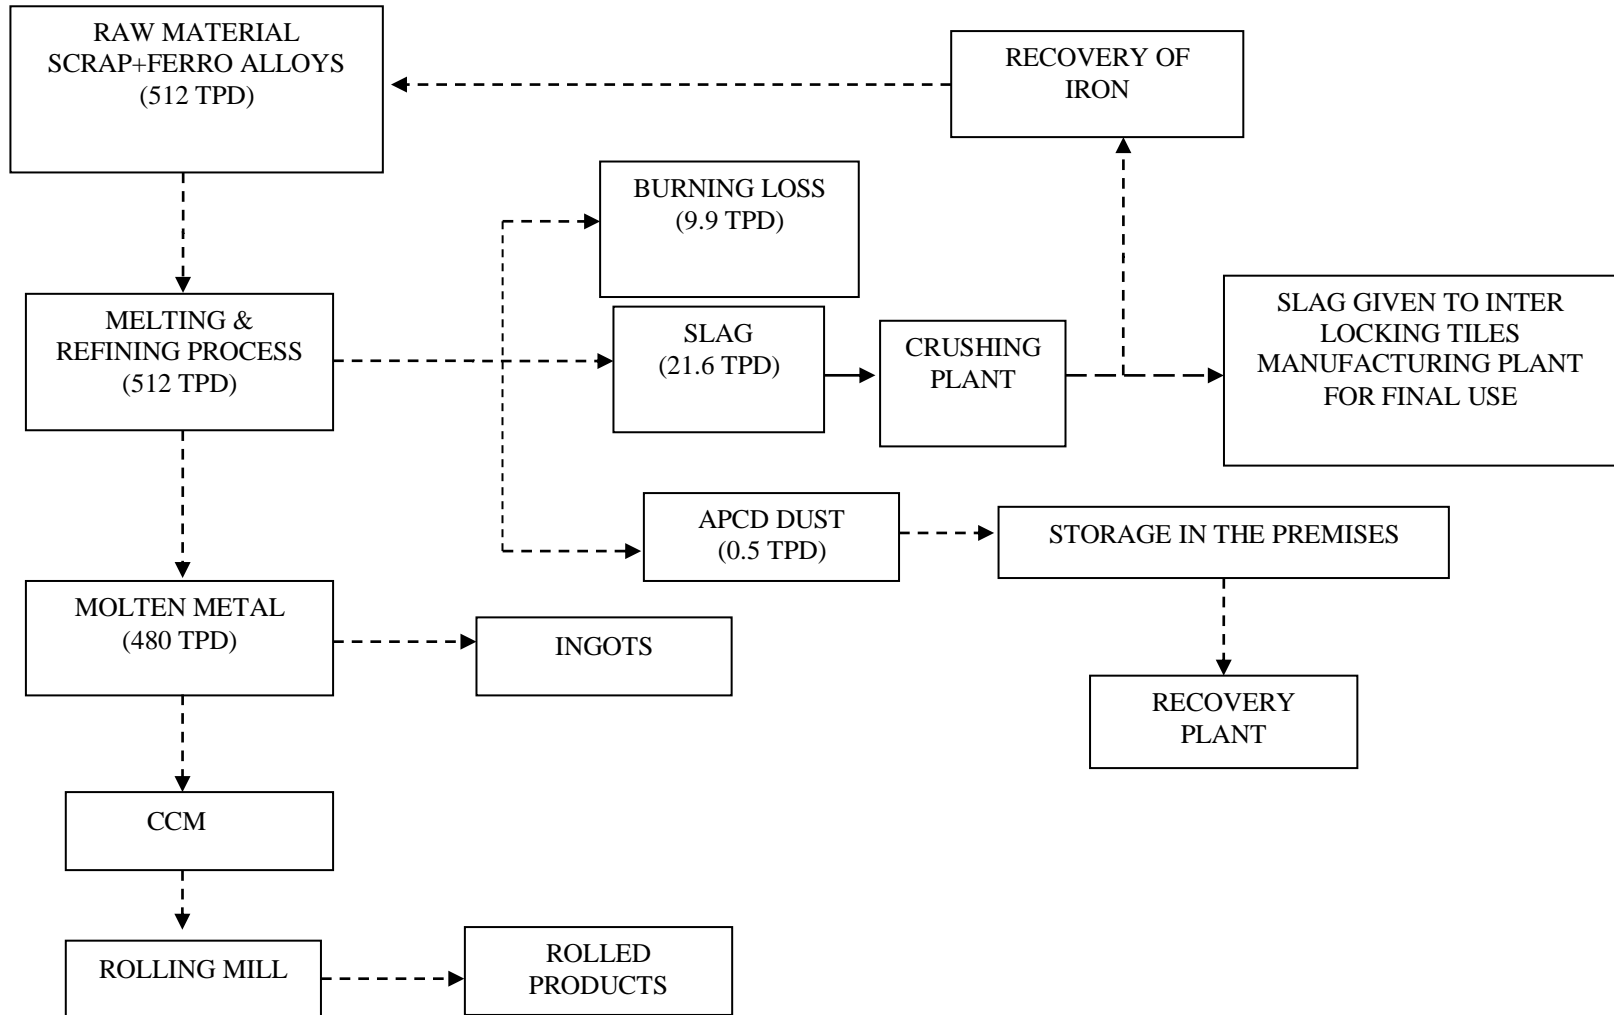 RAW MATERIAL
SCRAP+FERRO ALLOYS
(512 TPD)
RECOVERY OF
IRON
BURNING LOSS
(9.9 TPD)
MELTING &
REFINING PROCESS
(512 TPD)
SLAG
(21.6 TPD)
CRUSHING
PLANT
SLAG GIVEN TO INTER
LOCKING TILES
MANUFACTURING PLANT
FOR FINAL USE
APCD DUST
(0.5 TPD)
STORAGE IN THE PREMISES
MOLTEN METAL
(480 TPD)
INGOTS
RECOVERY
PLANT
CCM
ROLLING MILL
ROLLED
PRODUCTS